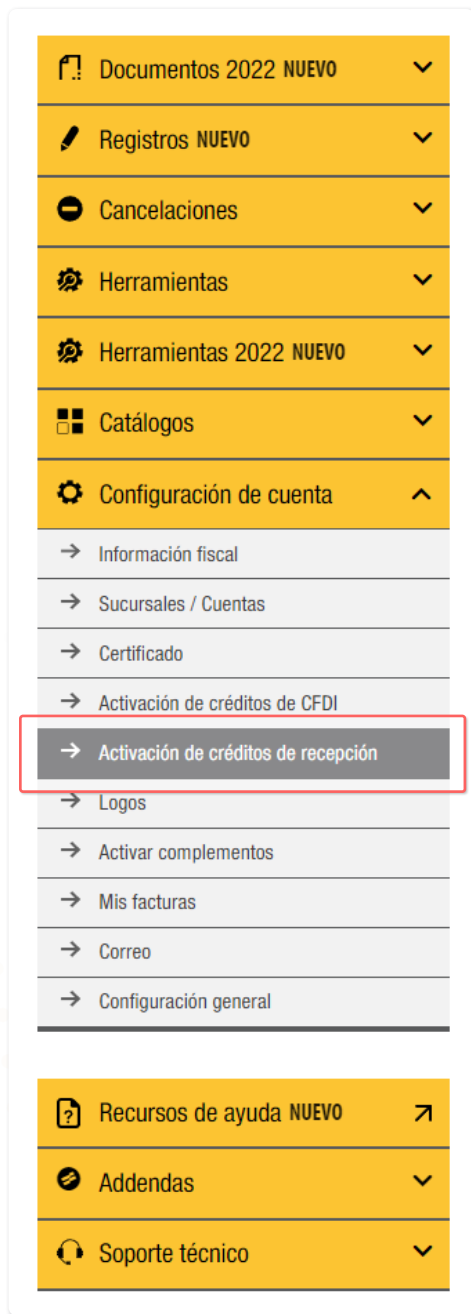 Documentos 2022 NUEVO
Registros NUEVO
Cancelaciones
Herramientas
Herramientas 2022 NUEVO
Catálogos
Configuración de cuenta
Información fiscal
Sucursales / Cuentas
Certificado
Activación de créditos de CFDI
Activación de créditos de recepción
Logos
Activar complementos
Mis facturas
Correo
Configuración general
Recursos de ayuda NUEVO
Addendas
Soporte técnico